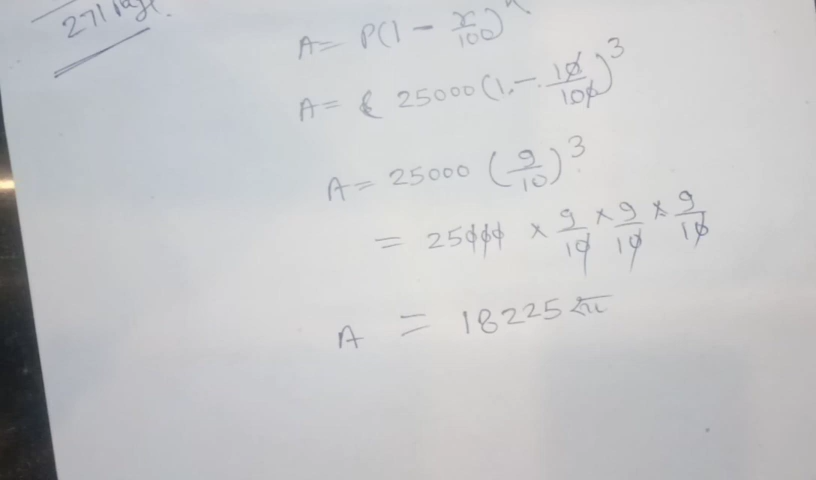 271 page.
A = P(1 - x/100)^n
A = 25000 (1 - 10/100)^3
A = 25000 (9/10)^3
= 25000 × 9/10 × 9/10 × 9/10
A = 18225